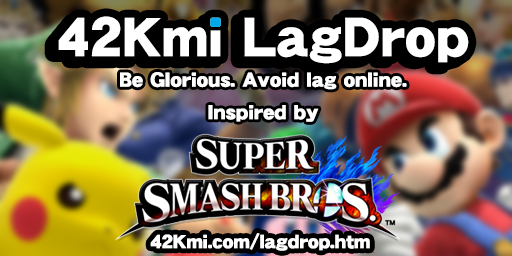 42Kmi LagDrop
Be Glorious. Avoid lag online.
Inspired by
SUPER
SMASH BROS.™
42Kmi.com/lagdrop.htm